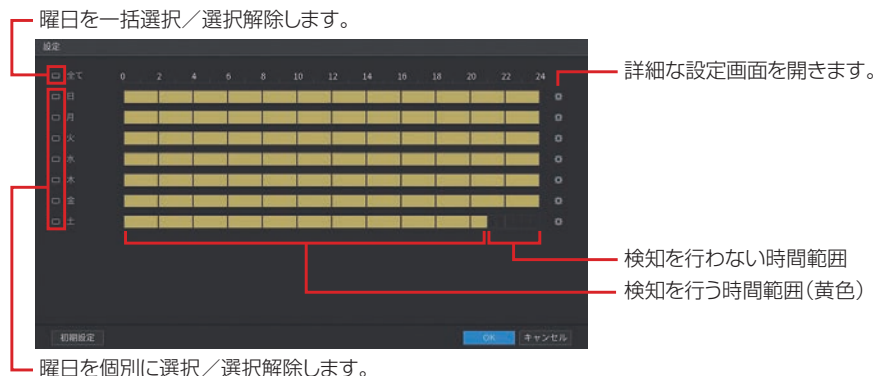 曜日を一括選択／選択解除します。
設定
全て 0 2 4 6 8 10 12 14 16 18 20 22 24
詳細な設定画面を開きます。
日
月
火
水
木
金
土
検知を行わない時間範囲
検知を行う時間範囲（黄色）
初期設定 OK キャンセル
曜日を個別に選択／選択解除します。